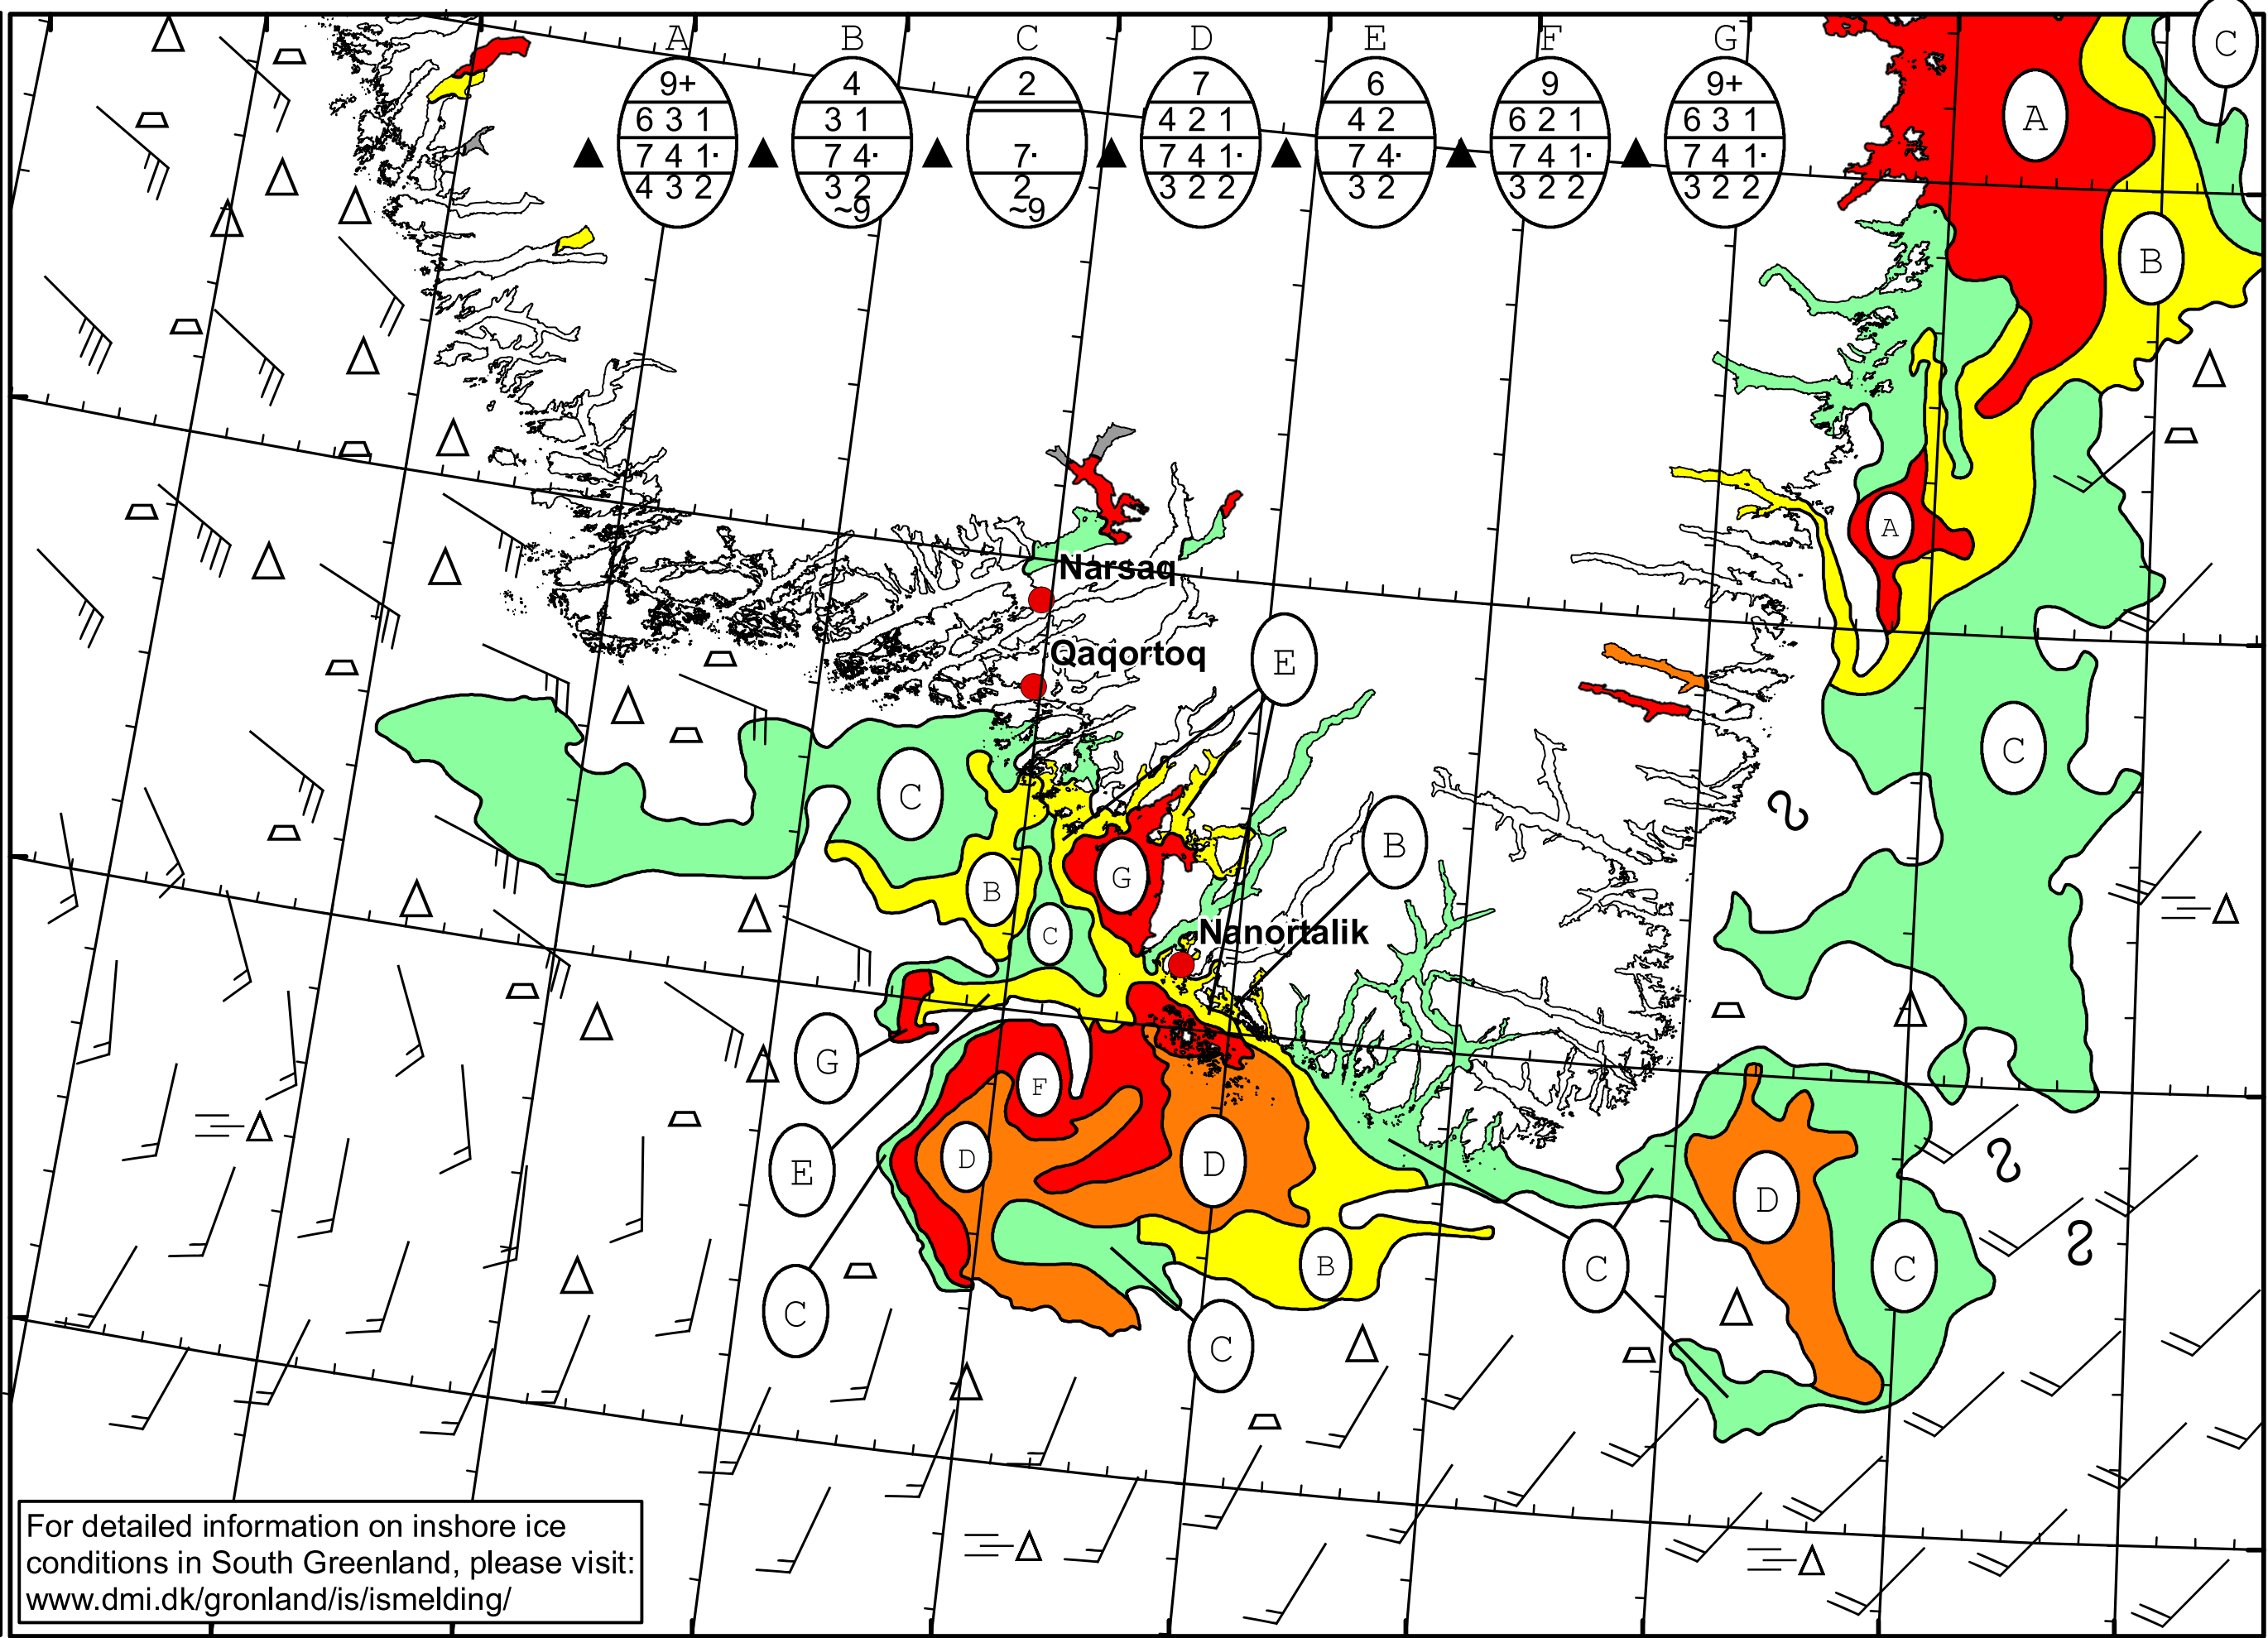 A B C D E F G C
9+ 4 2 7 6 9 9+
6 3 1 3 1 4 2 1 4 2 6 2 1 6 3 1
7 4 1· 7 4· 7· 7 4 1· 7 4· 7 4 1· 7 4 1·
4 3 2 3 2 2 3 2 2 3 2 3 2 2 3 2 2
~9 ~9
A
B
A
Narsaq
Qaqortoq
E
C
C
B
G
B
C
Nanortalik
G
F
E
D
D
D
C
B
C
C
C
C
For detailed information on inshore ice
conditions in South Greenland, please visit:
www.dmi.dk/gronland/is/ismelding/